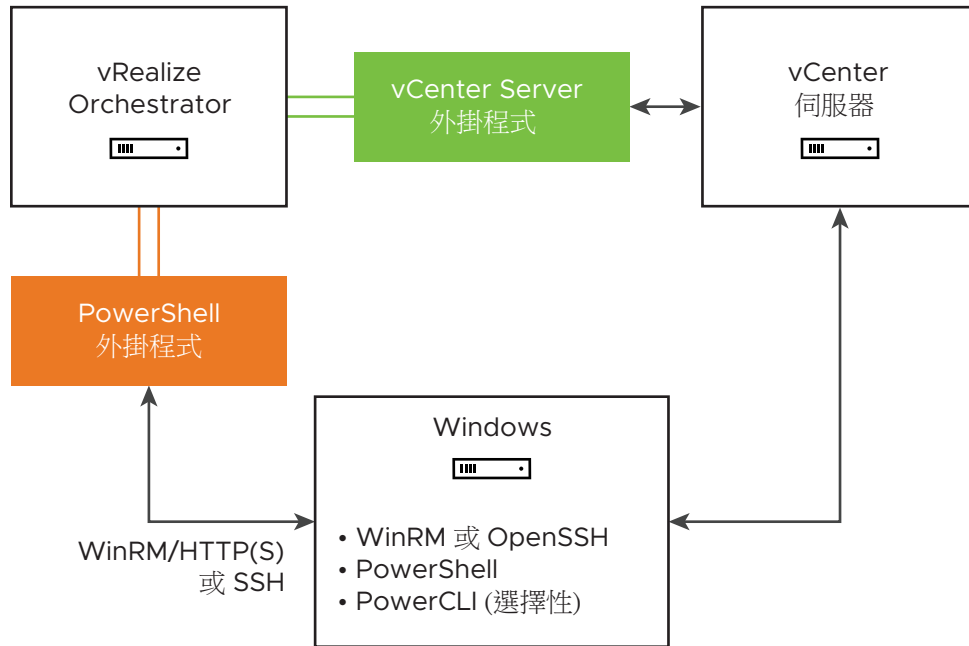 vRealize
Orchestrator
vCenter Server
外掛程式
vCenter
伺服器
PowerShell
外掛程式
WinRM/HTTP(S)
或 SSH
Windows
• WinRM 或 OpenSSH
• PowerShell
• PowerCLI (選擇性)